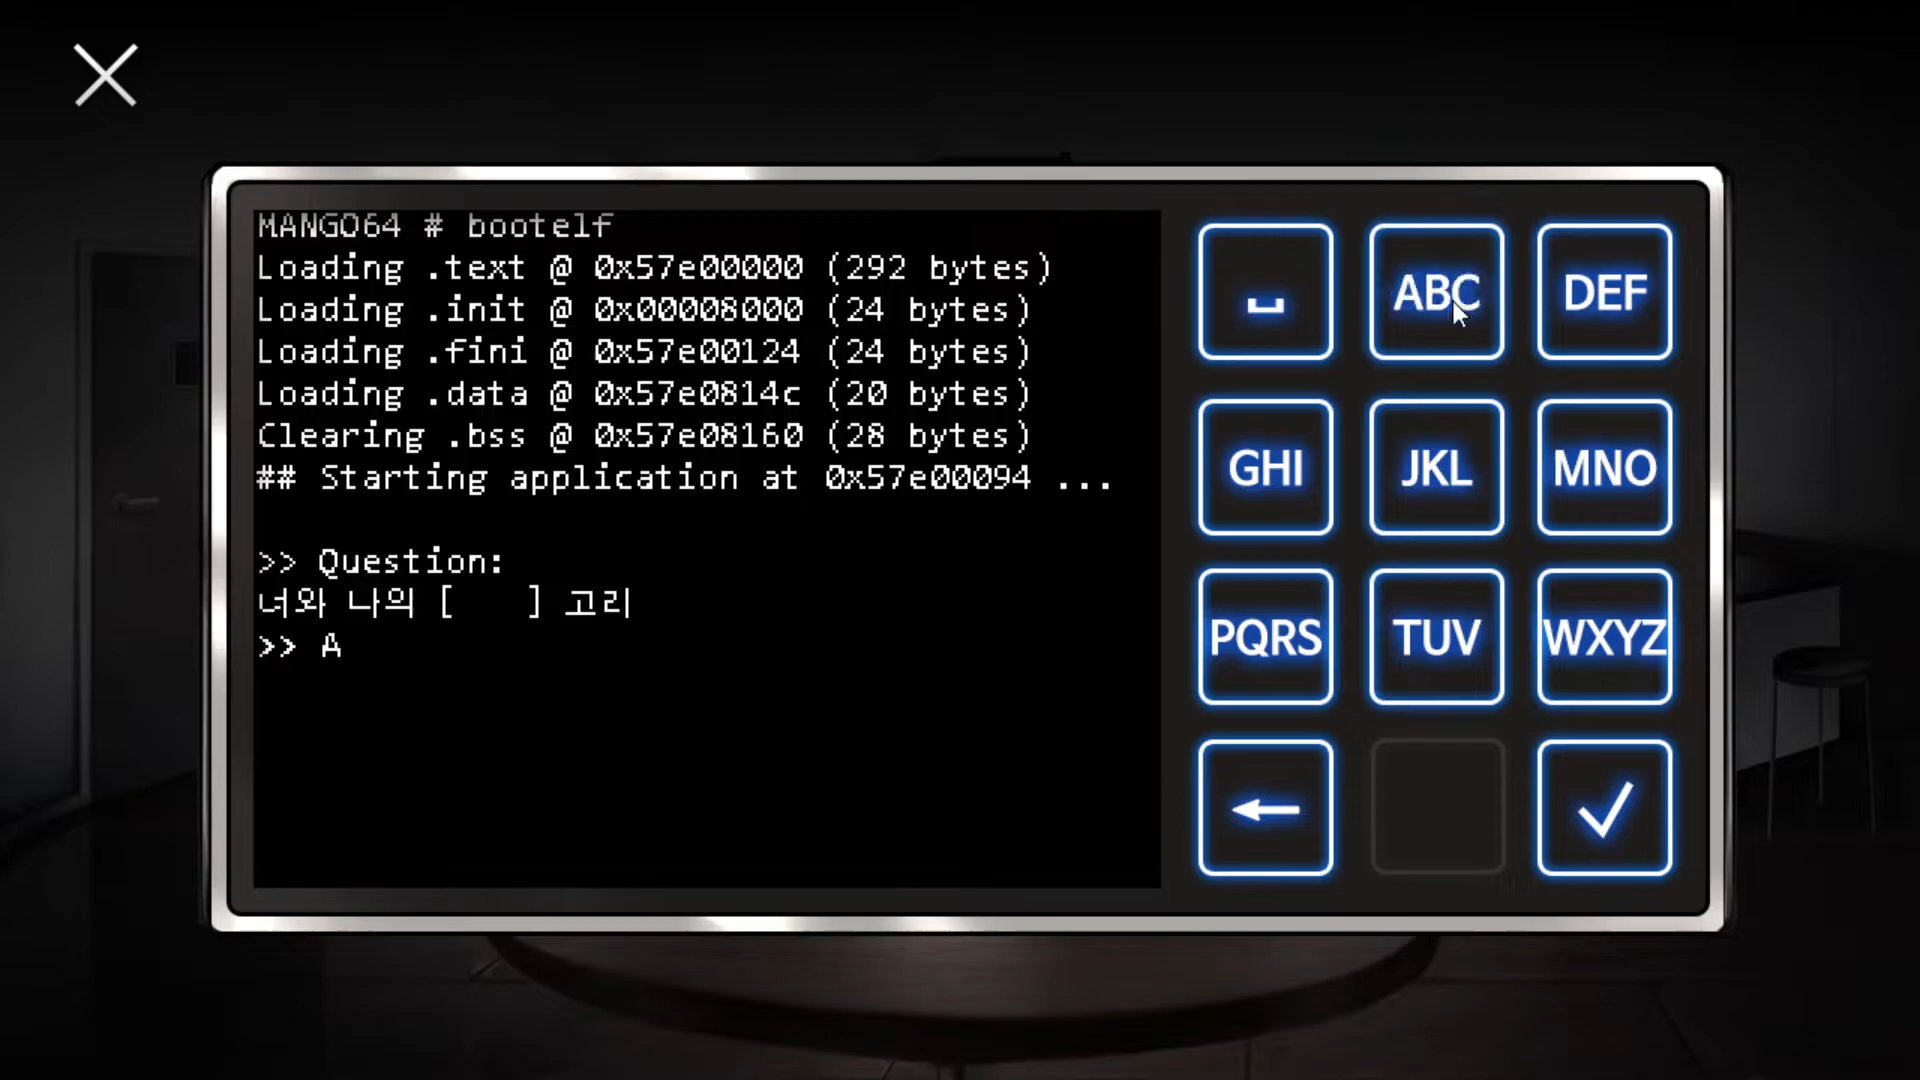 MANGO64 # bootelf
Loading .text @ 0x57e00000 (292 bytes)
Loading .init @ 0x00008000 (24 bytes)
Loading .fini @ 0x57e00124 (24 bytes)
Loading .data @ 0x57e0814c (20 bytes)
Clearing .bss @ 0x57e08160 (28 bytes)
## Starting application at 0x57e00094 ...
>> Question:
너와 나의 [   ] 고리
>> A
ABC DEF
GHI JKL MNO
PQRS TUV WXYZ